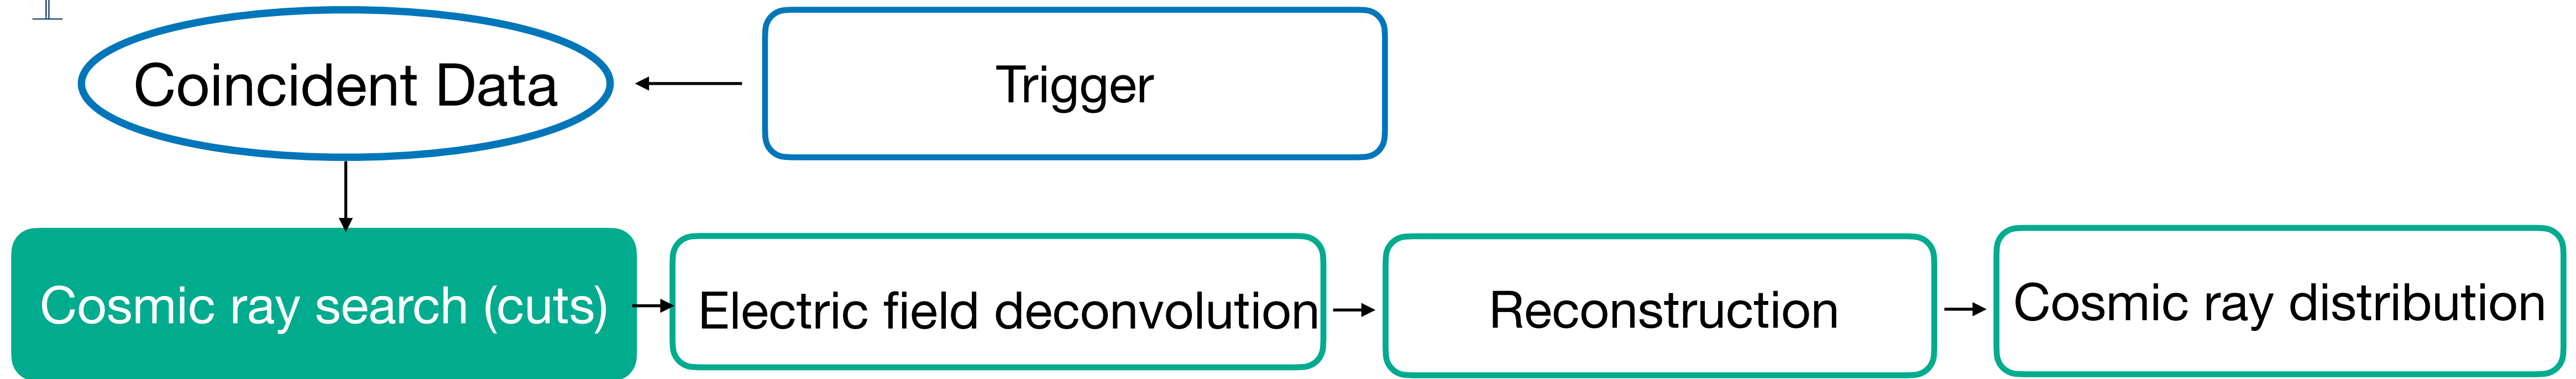 Coincident Data
Trigger
Cosmic ray search (cuts)
Electric field deconvolution
Reconstruction
Cosmic ray distribution